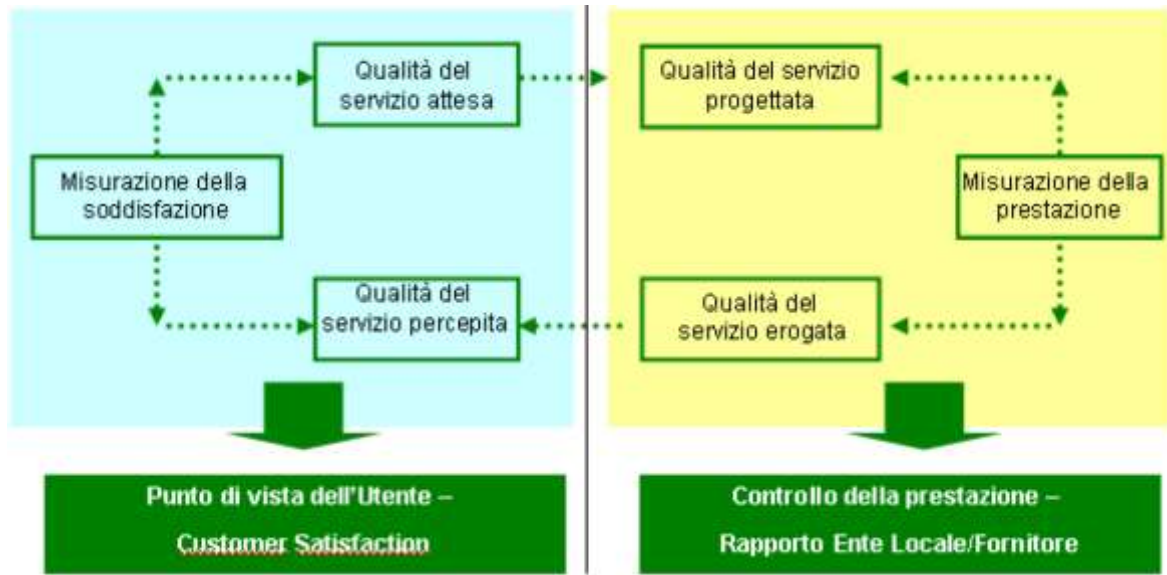 Qualità del
servizio attesa
Misurazione della
soddisfazione
Qualità del
servizio percepita
Punto di vista dell'Utente –
Customer Satisfaction
Qualità del servizio
progettata
Misurazione della
prestazione
Qualità del
servizio erogata
Controllo della prestazione –
Rapporto Ente Locale/Fornitore